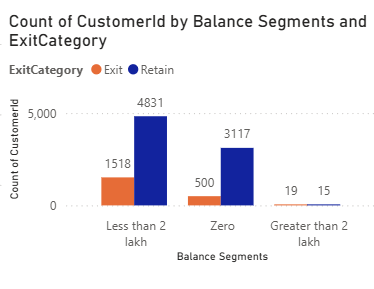 Count of CustomerId by Balance Segments and
ExitCategory
ExitCategory Exit Retain
Count of CustomerId
5,000
0
1518
4831
500
3117
19
15
Less than 2
lakh
Zero
Greater than 2
lakh
Balance Segments